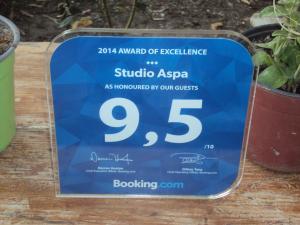 2014 AWARD OF EXCELLENCE
Studio Aspa
AS HONOURED BY OUR GUESTS
9,5
/10
Booking.com